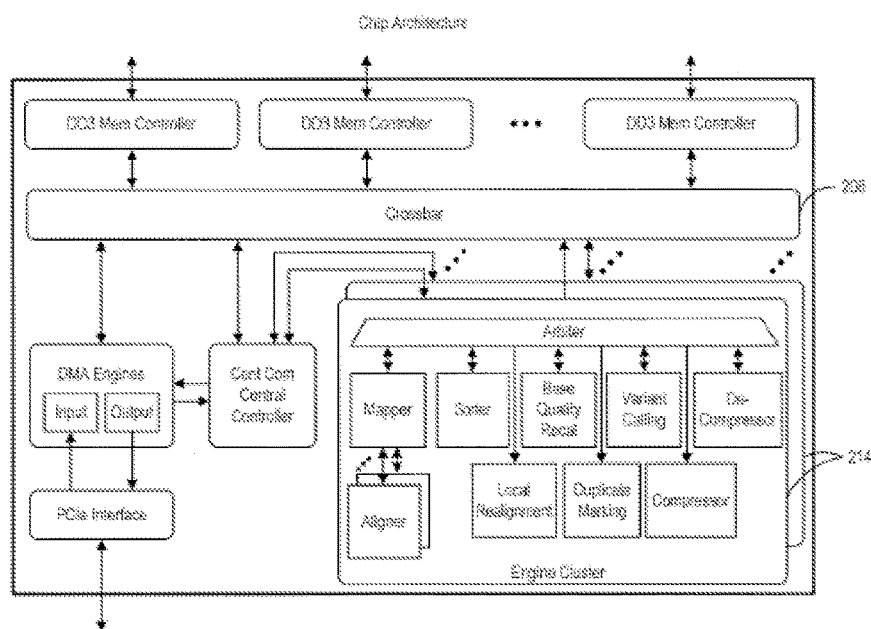 Chip Architecture
DD3 Mem Controller
DD3 Mem Controller
DD3 Mem Controller
Crossbar
206
Arbiter
DMA Engines
Input
Output
Cent Com
Central
Controller
Mapper
Sorter
Base
Quality
Recal
Variant
Calling
De-
Compressor
PCIe Interface
Aligner
Local
Realignment
Duplicate
Marking
Compressor
214
Engine Cluster